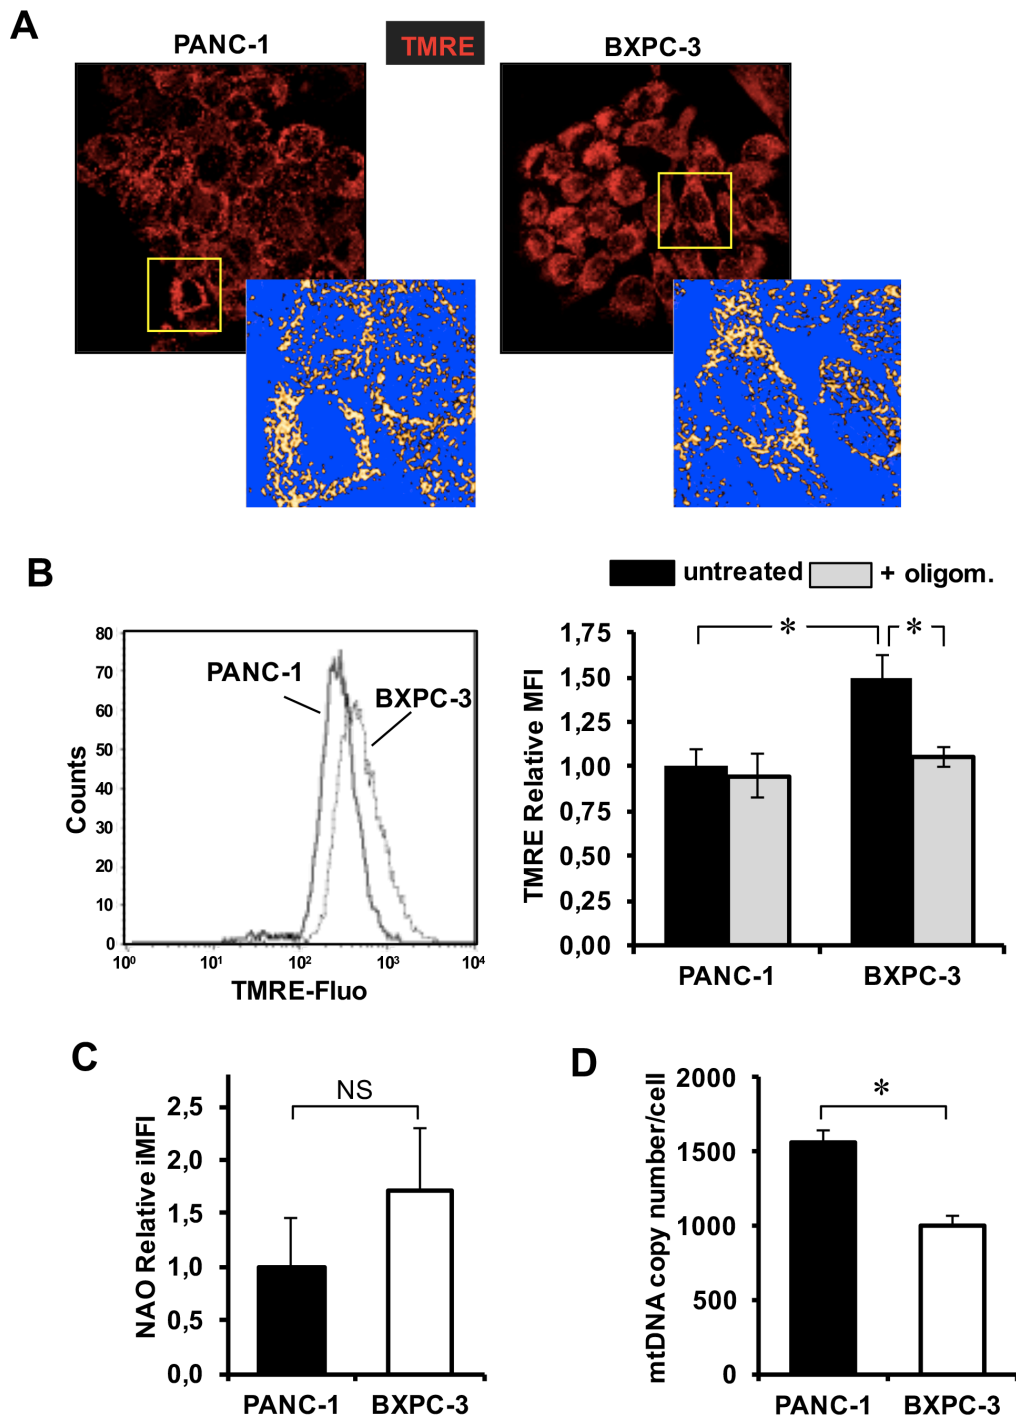 A
PANC-1 TMRE BXPC-3
B
untreated + oligom.
80
70
60
50
40
30
20
10
0
Counts
PANC-1
BXPC-3
10⁰ 10¹ 10² 10³ 10⁴
TMRE-Fluo
1,75
1,50
1,25
1,00
0,75
0,50
0,25
0,00
TMRE Relative MFI
* *
PANC-1 BXPC-3
C
2,5
2,0
1,5
1,0
0,5
0,0
NAO Relative iMFI
NS
PANC-1 BXPC-3
D
2000
1500
1000
500
0
mtDNA copy number/cell
*
PANC-1 BXPC-3